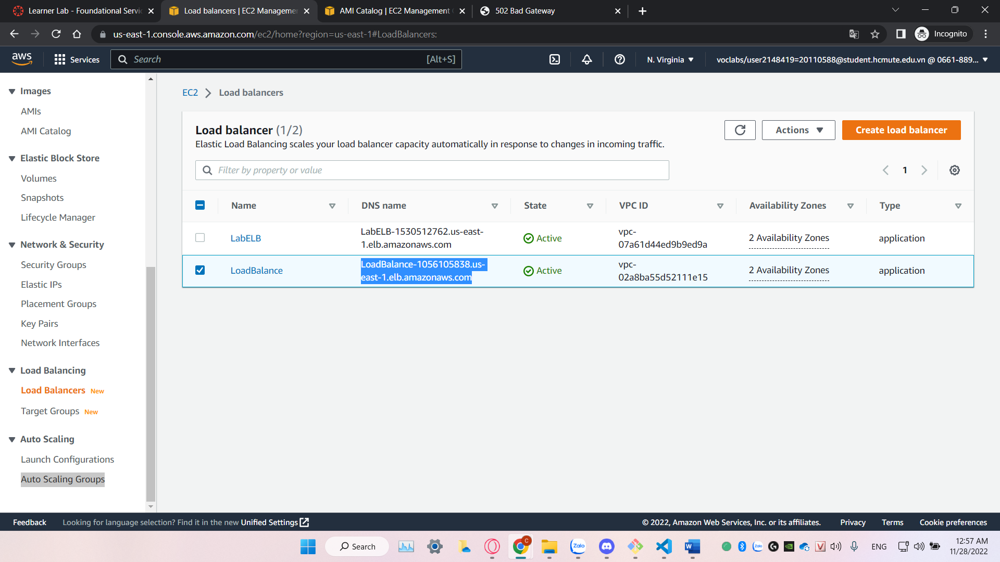 Learner Lab - Foundational Servic
Load balancers | EC2 Managemen
AMI Catalog | EC2 Management C
502 Bad Gateway
us-east-1.console.aws.amazon.com/ec2/home?region=us-east-1#LoadBalancers:
Incognito
aws
Services
Search
[Alt+S]
N. Virginia
voclabs/user2148419=20110588@student.hcmute.edu.vn @ 0661-889...
Images
AMIs
AMI Catalog
Elastic Block Store
Volumes
Snapshots
Lifecycle Manager
Network & Security
Security Groups
Elastic IPs
Placement Groups
Key Pairs
Network Interfaces
Load Balancing
Load Balancers New
Target Groups New
Auto Scaling
Launch Configurations
Auto Scaling Groups
EC2
Load balancers
Load balancer (1/2)
Elastic Load Balancing scales your load balancer capacity automatically in response to changes in incoming traffic.
Actions
Create load balancer
Filter by property or value
1
Name
DNS name
State
VPC ID
Availability Zones
Type
LabELB
LabELB-1530512762.us-east-
1.elb.amazonaws.com
Active
vpc-
07a61d44ed9b9ed9a
2 Availability Zones
application
LoadBalance
LoadBalance-1056105838.us-
east-1.elb.amazonaws.com
Active
vpc-
02a8ba55d52111e15
2 Availability Zones
application
Feedback
Looking for language selection? Find it in the new Unified Settings
© 2022, Amazon Web Services, Inc. or its affiliates.
Privacy
Terms
Cookie preferences
Search
C
Zalo
Zalo
ENG
12:57 AM
11/28/2022